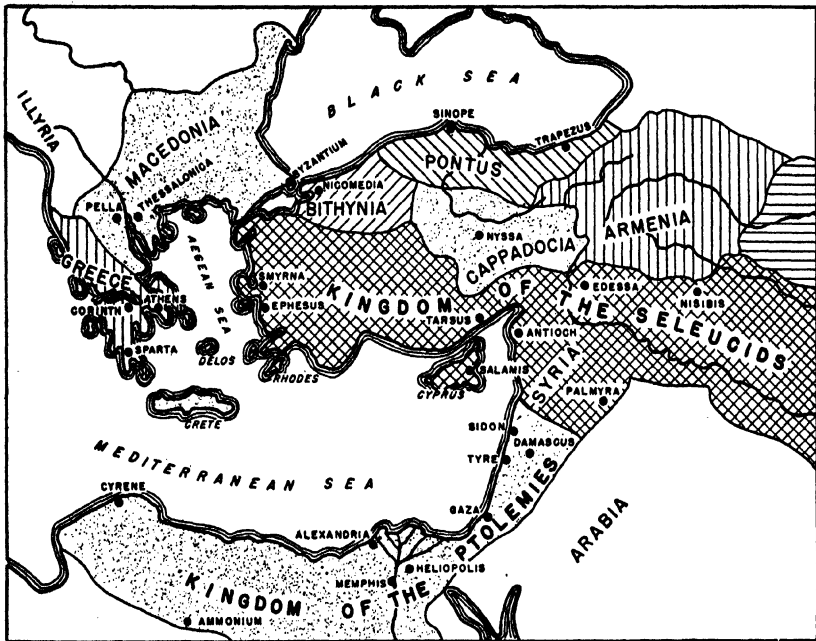 BLACK SEA
ILLYRIA
MACEDONIA
SINOPE
TRAPEZUS
BYZANTIUM
PONTUS
NICOMEDIA
BITHYNIA
THESSALONICA
PELLA
ARMENIA
NYSSA
CAPPADOCIA
AEGEAN SEA
GREECE
SMYRNA
EPHESUS
KINGDOM OF THE SELEUCIDS
EDESSA
NISIBIS
ATHENS
CORINTH
TARSUS
ANTIOCH
SPARTA
DELOS
RHODES
SALAMIS
CYPRUS
SYRIA
PALMYRA
CRETE
SIDON
DAMASCUS
TYRE
MEDITERRANEAN SEA
CYRENE
GAZA
ALEXANDRIA
ARABIA
HELIOPOLIS
MEMPHIS
KINGDOM OF THE PTOLEMIES
AMMONIUM